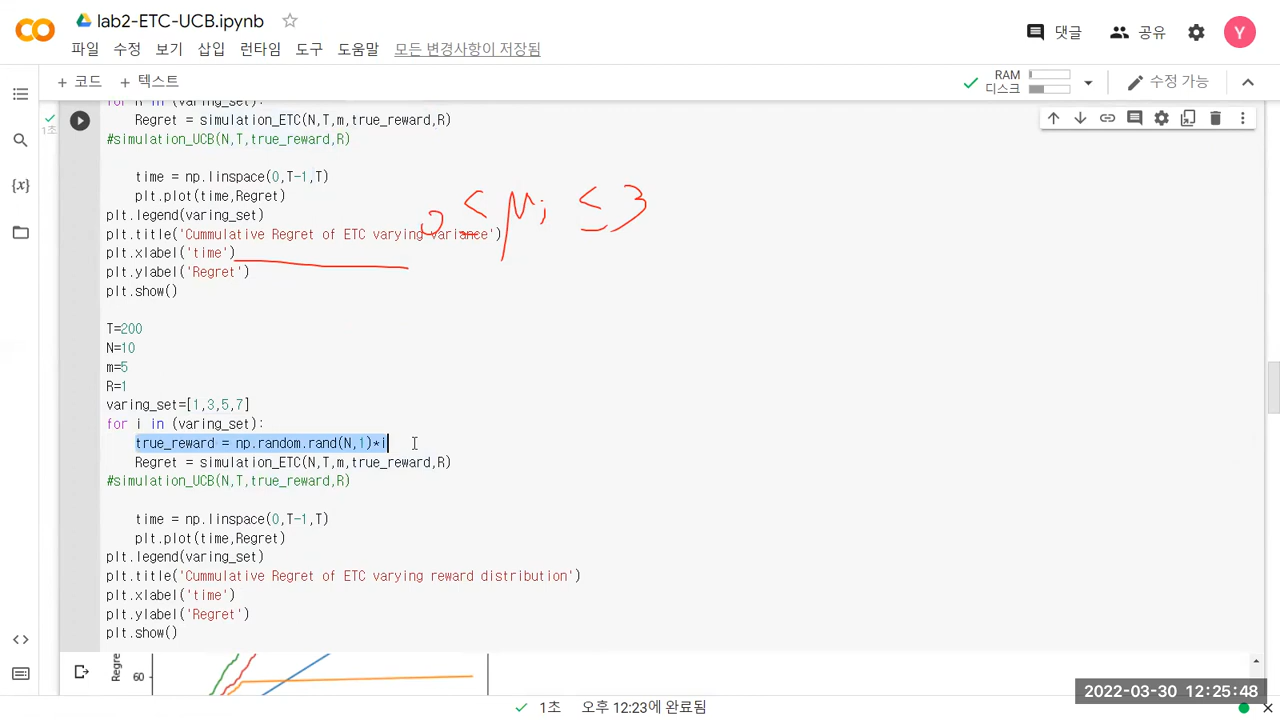 lab2-ETC-UCB.ipynb
댓글
공유
Y
파일 수정 보기 삽입 런타임 도구 도움말 모든 변경사항이 저장됨
+ 코드 + 텍스트
RAM
디스크
수정 가능
1초
for R in (varing_set):
Regret = simulation_ETC(N,T,m,true_reward,R)
#simulation_UCB(N,T,true_reward,R)
time = np.linspace(0,T-1,T)
plt.plot(time,Regret)
plt.legend(varing_set)
0 ≤ μi ≤ 3
plt.title('Cummulative Regret of ETC varying variance')
plt.xlabel('time')
plt.ylabel('Regret')
plt.show()
T=200
N=10
m=5
R=1
varing_set=[1,3,5,7]
for i in (varing_set):
true_reward = np.random.rand(N,1)*i
Regret = simulation_ETC(N,T,m,true_reward,R)
#simulation_UCB(N,T,true_reward,R)
time = np.linspace(0,T-1,T)
plt.plot(time,Regret)
plt.legend(varing_set)
plt.title('Cummulative Regret of ETC varying reward distribution')
plt.xlabel('time')
plt.ylabel('Regret')
plt.show()
Regre
60
2022-03-30 12:25:48
1초 오후 12:23에 완료됨